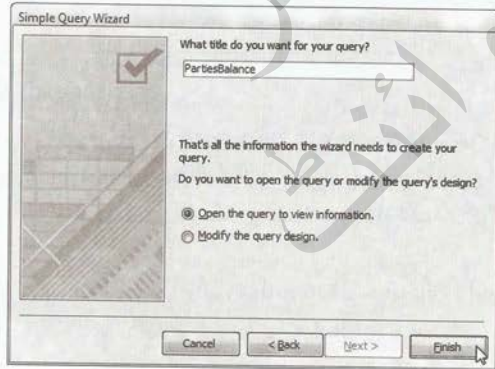 Simple Query Wizard
What title do you want for your query?
PartiesBalance
That's all the information the wizard needs to create your
query.
Do you want to open the query or modify the query's design?
Open the query to view information.
Modify the query design.
Cancel
< Back
Next >
Finish